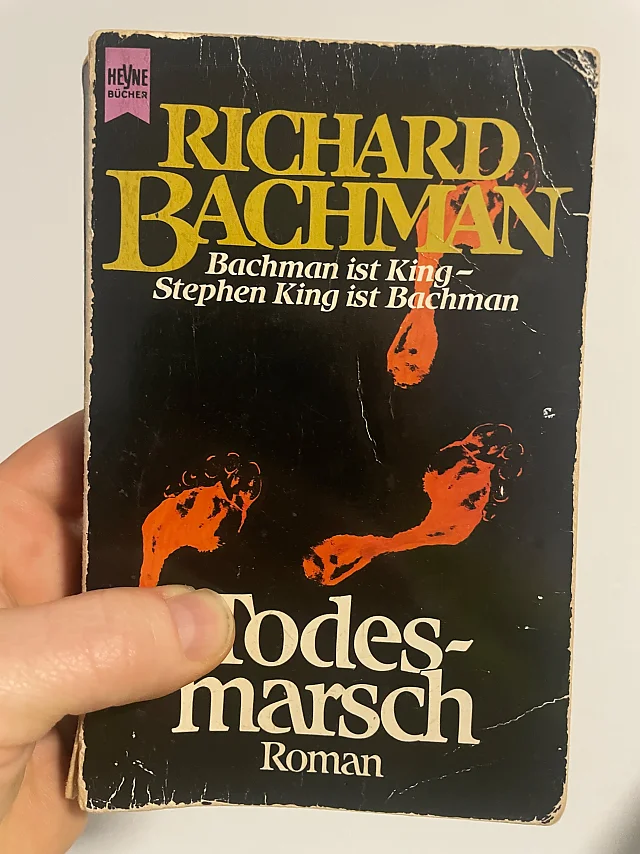 HEYNE
BÜCHER
RICHARD
BACHMAN
Bachman ist King–
Stephen King ist Bachman
Todes-
marsch
Roman